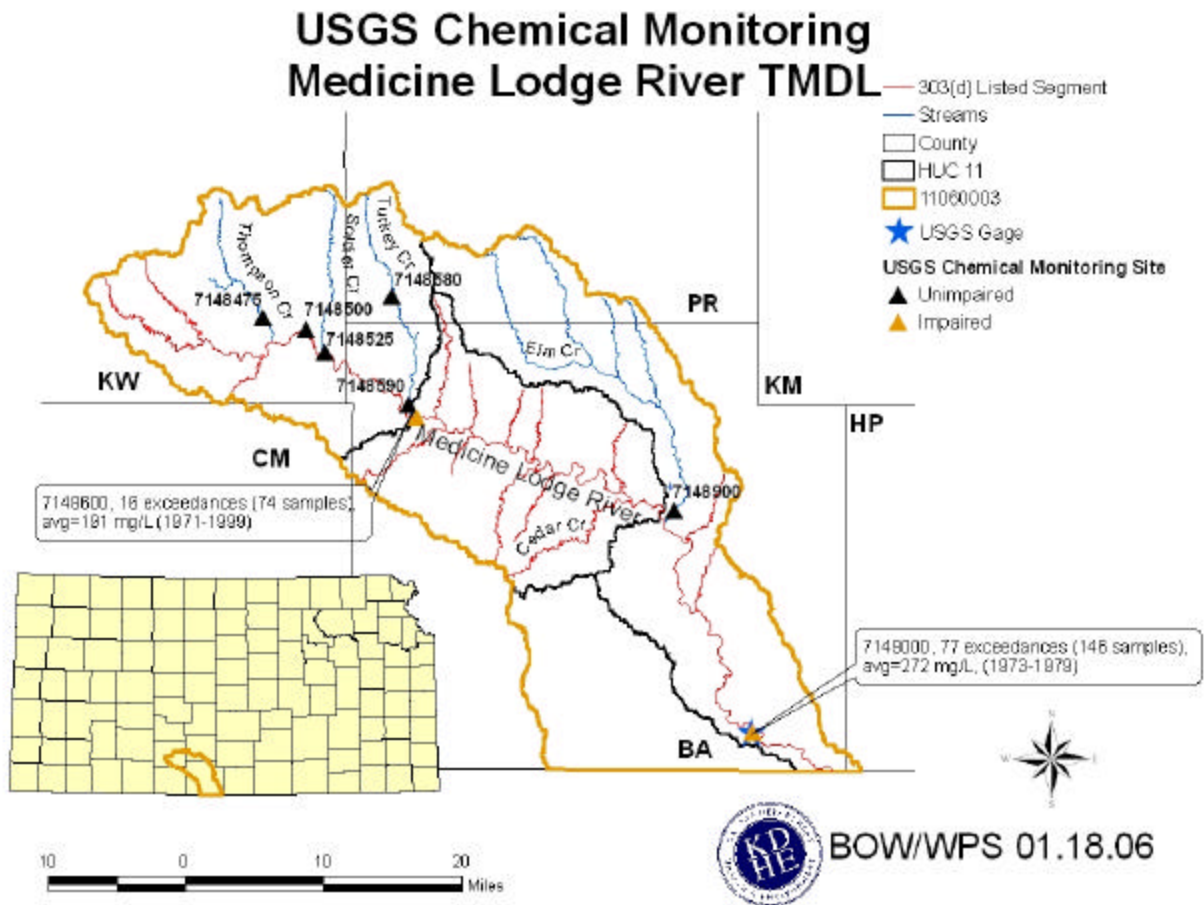 USGS Chemical Monitoring
Medicine Lodge River TMDL
303(d) Listed Segment
Streams
County
HUC 11
11060003
USGS Gage
USGS Chemical Monitoring Site
Unimpaired
Impaired
Thompson Cr
Soldier Cr
Turkey Cr
7148475
7148500
7148525
7148580
7148590
PR
Elm Cr
KW
KM
HP
CM
Medicine Lodge River
7148900
Cedar Cr
7148600, 16 exceedances (74 samples),
avg=191 mg/L (1971-1999)
7149000, 77 exceedances (146 samples),
avg=272 mg/L, (1973-1979)
BA
N
W
E
S
KD
HE
BOW/WPS 01.18.06
10 0 10 20
Miles